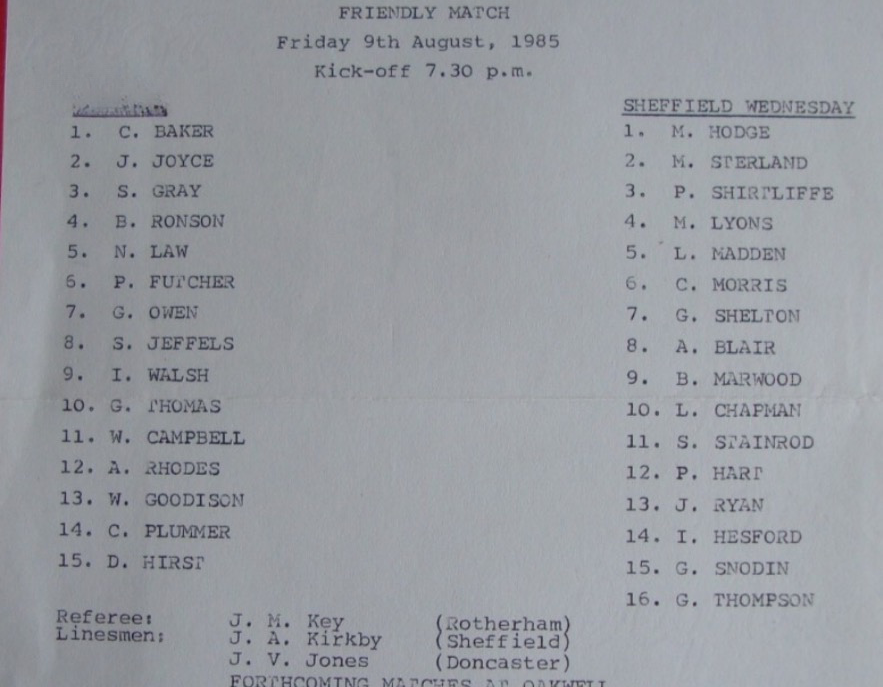 FRIENDLY MATCH
Friday 9th August, 1985
Kick-off 7.30 p.m.
1. C. BAKER
2. J. JOYCE
3. S. GRAY
4. B. RONSON
5. N. LAW
6. P. FUTCHER
7. G. OWEN
8. S. JEFFELS
9. I. WALSH
10. G. THOMAS
11. W. CAMPBELL
12. A. RHODES
13. W. GOODISON
14. C. PLUMMER
15. D. HIRST
SHEFFIELD WEDNESDAY
1. M. HODGE
2. M. STERLAND
3. P. SHIRTLIFFE
4. M. LYONS
5. L. MADDEN
6. C. MORRIS
7. G. SHELTON
8. A. BLAIR
9. B. MARWOOD
10. L. CHAPMAN
11. S. STAINROD
12. P. HART
13. J. RYAN
14. I. HESFORD
15. G. SNODIN
16. G. THOMPSON
Referee: J. M. Key (Rotherham)
Linesmen: J. A. Kirkby (Sheffield)
J. V. Jones (Doncaster)
FORTHCOMING MATCHES AT OAKWELL